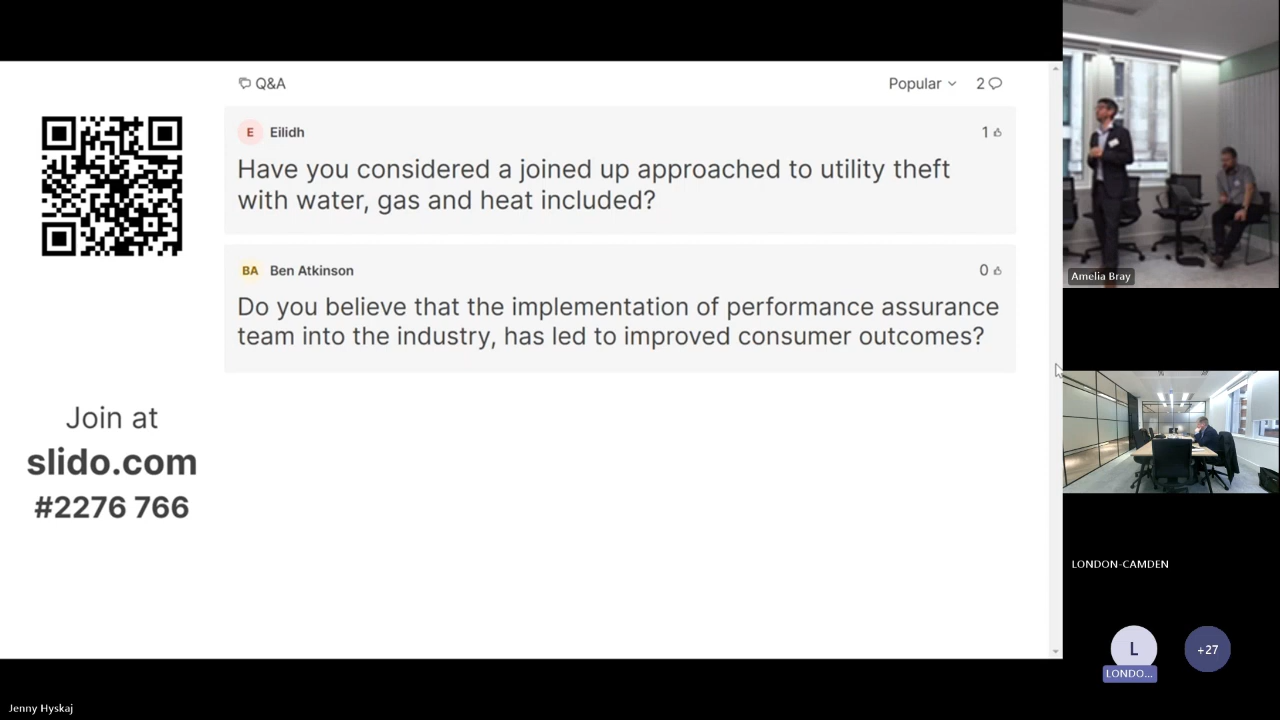 Q&A
Popular
2
E
Eilidh
1
Have you considered a joined up approached to utility theft
with water, gas and heat included?
BA
Ben Atkinson
0
Do you believe that the implementation of performance assurance
team into the industry, has led to improved consumer outcomes?
Join at
slido.com
#2276 766
Amelia Bray
LONDON-CAMDEN
L
LONDO...
+27
Jenny Hyskaj